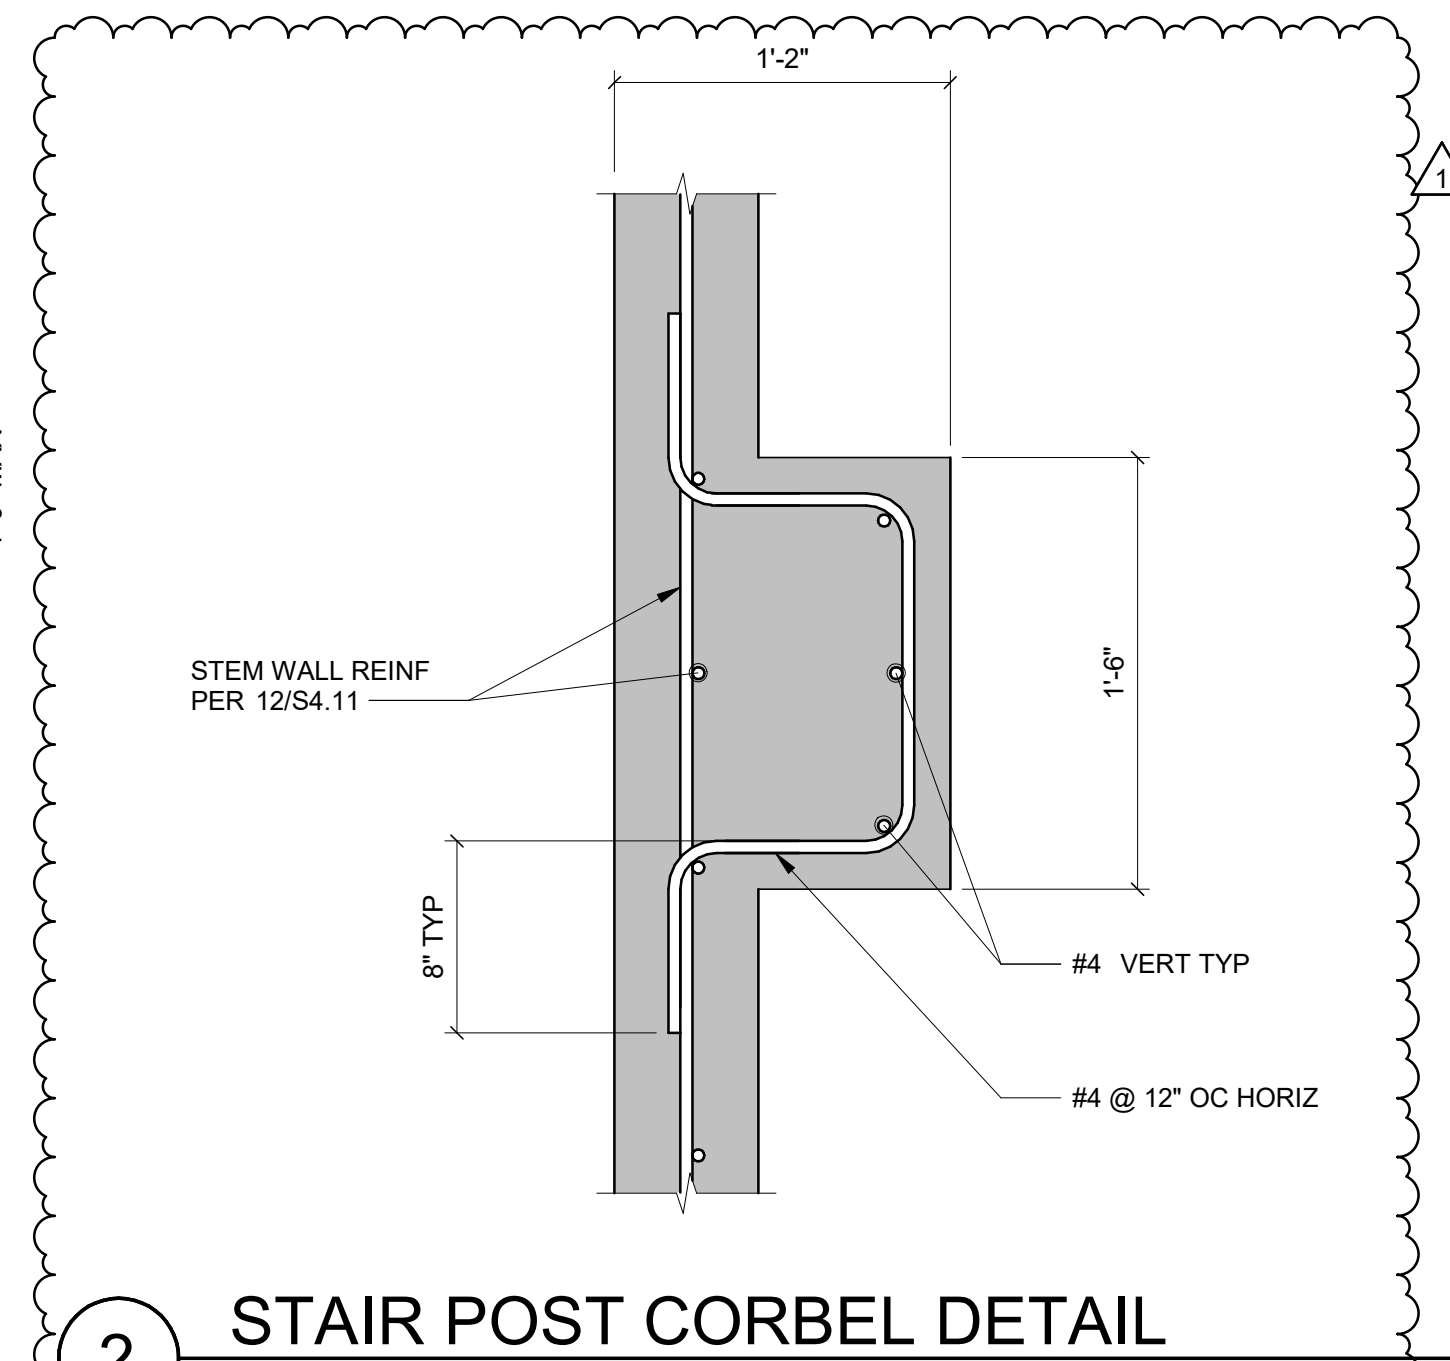 1'-2"
1
STEM WALL REINF
PER 12/S4.11
1'-6"
8" TYP
#4 VERT TYP
#4 @ 12" OC HORIZ
STAIR POST CORBEL DETAIL
2